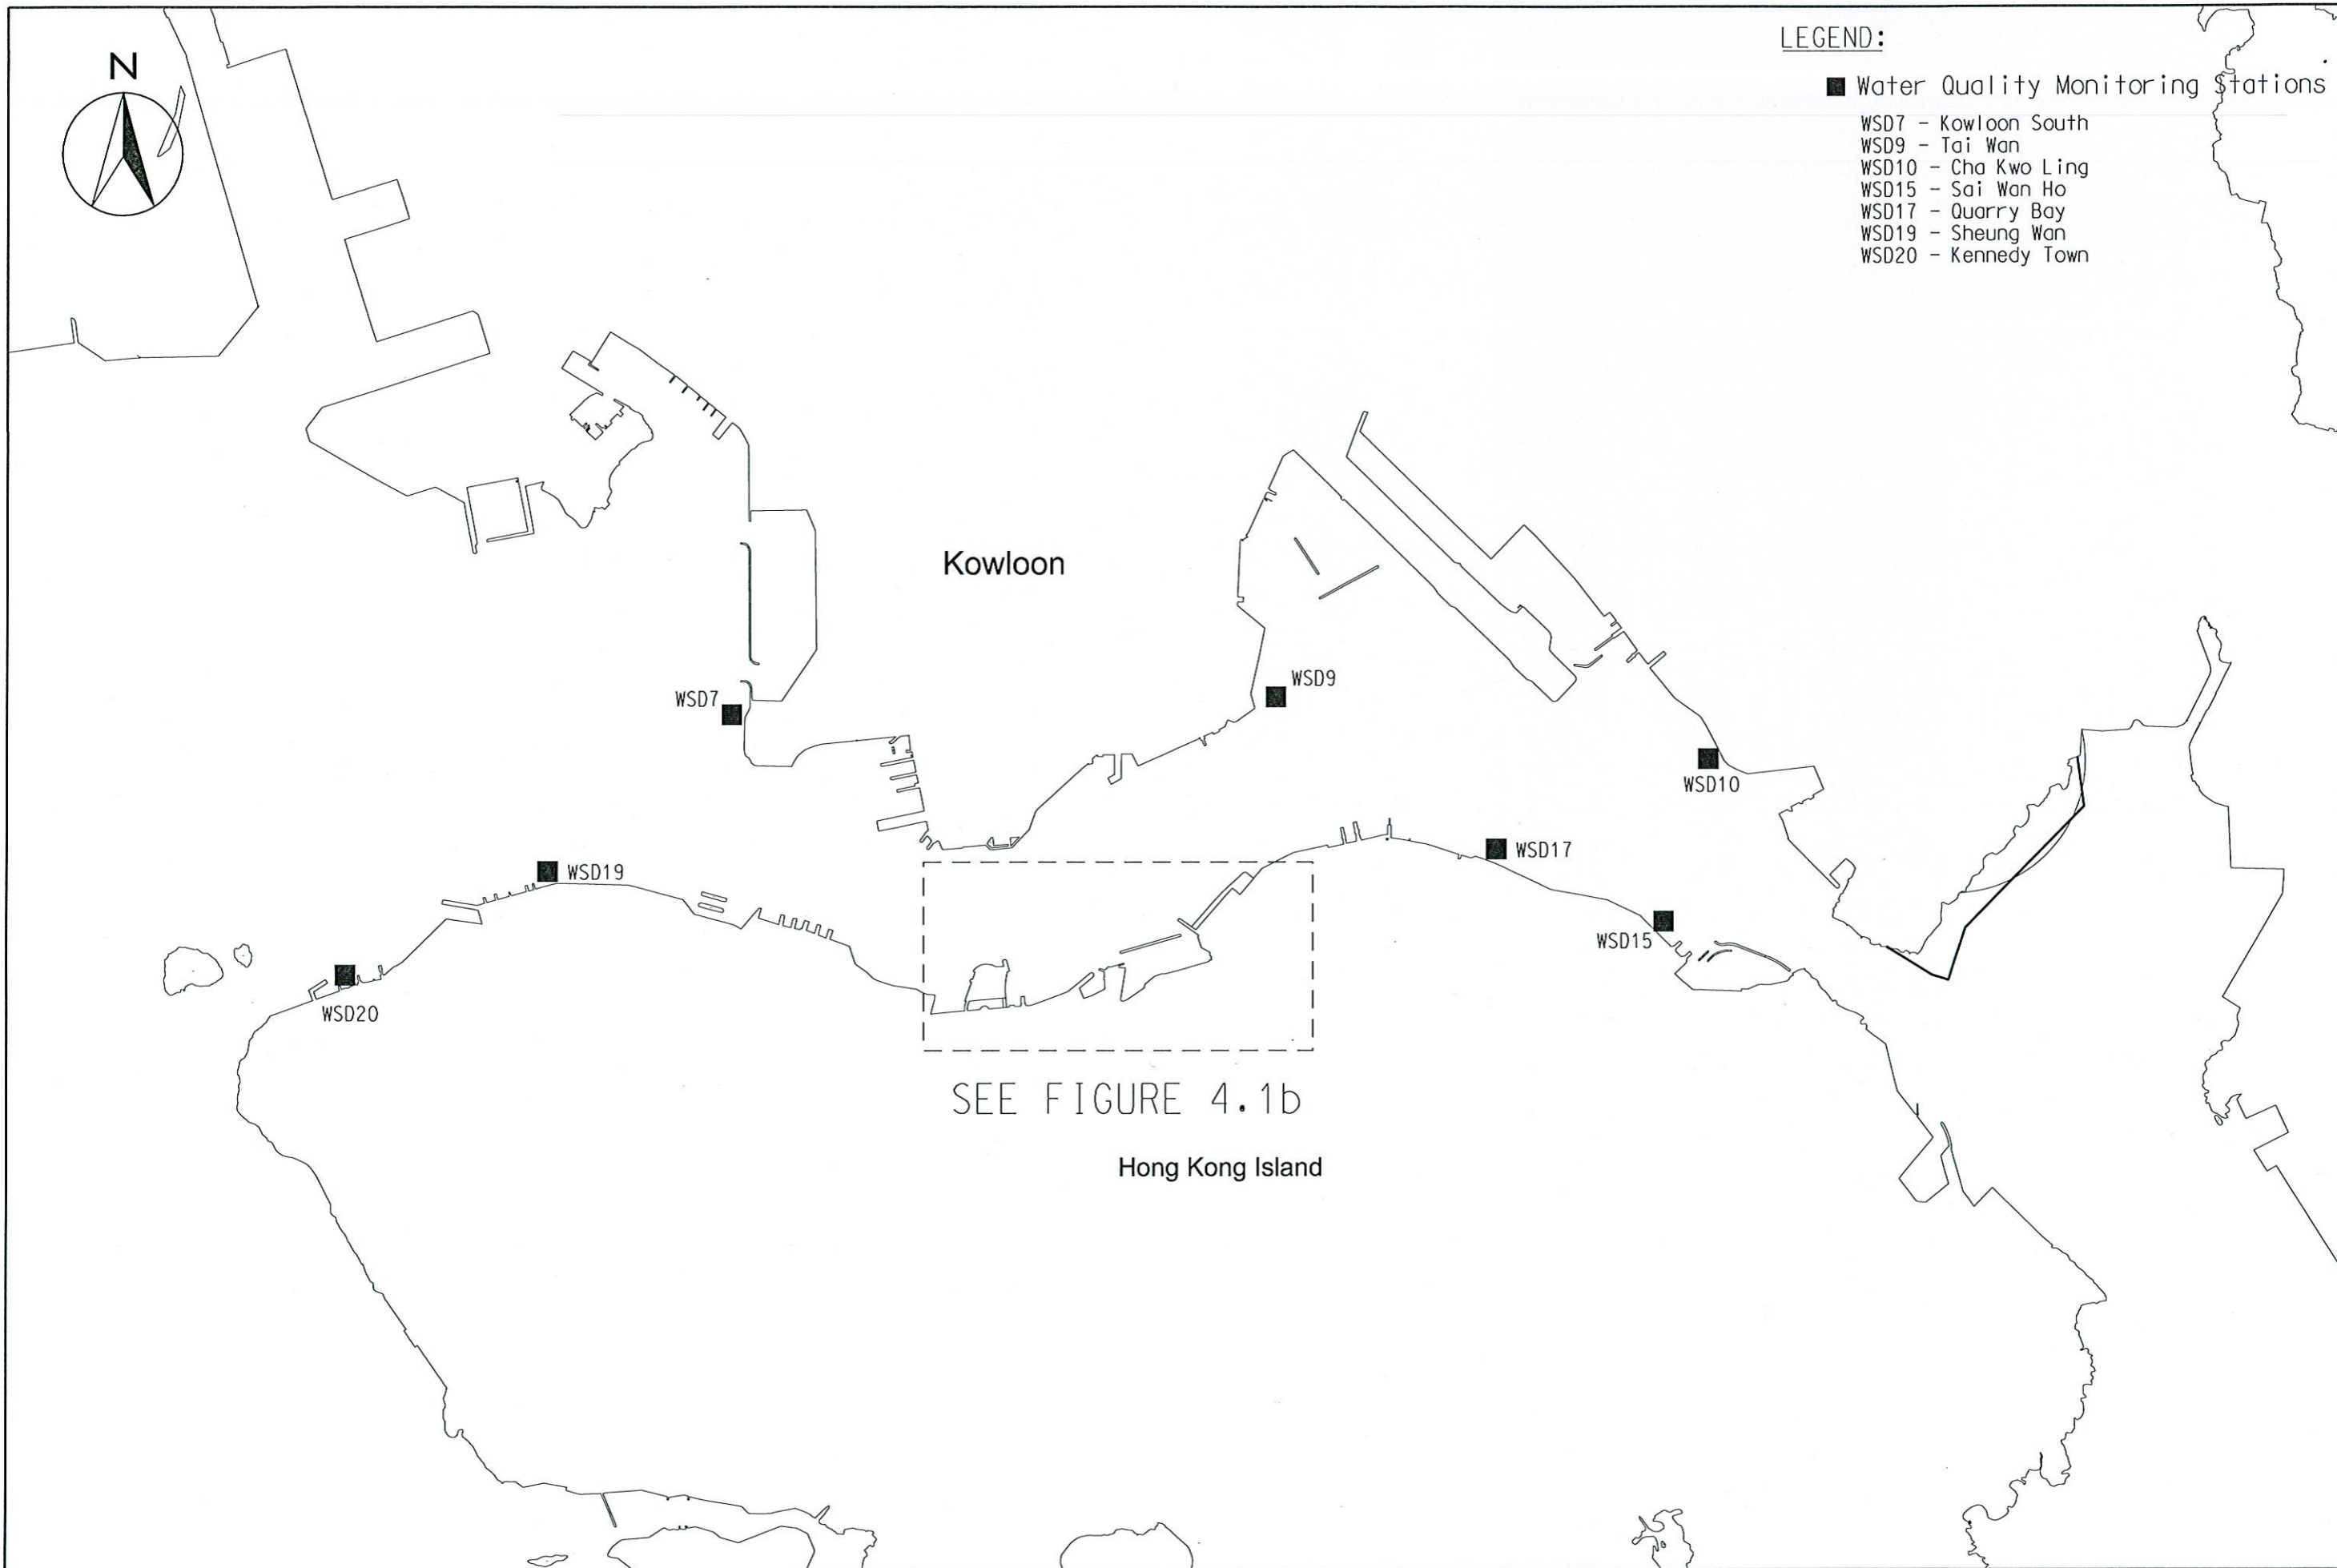 N
LEGEND:
Water Quality Monitoring Stations
WSD7 - Kowloon South
WSD9 - Tai Wan
WSD10 - Cha Kwo Ling
WSD15 - Sai Wan Ho
WSD17 - Quarry Bay
WSD19 - Sheung Wan
WSD20 - Kennedy Town
Kowloon
WSD9
WSD7
WSD10
WSD17
WSD19
WSD15
WSD20
SEE FIGURE 4.1b
Hong Kong Island